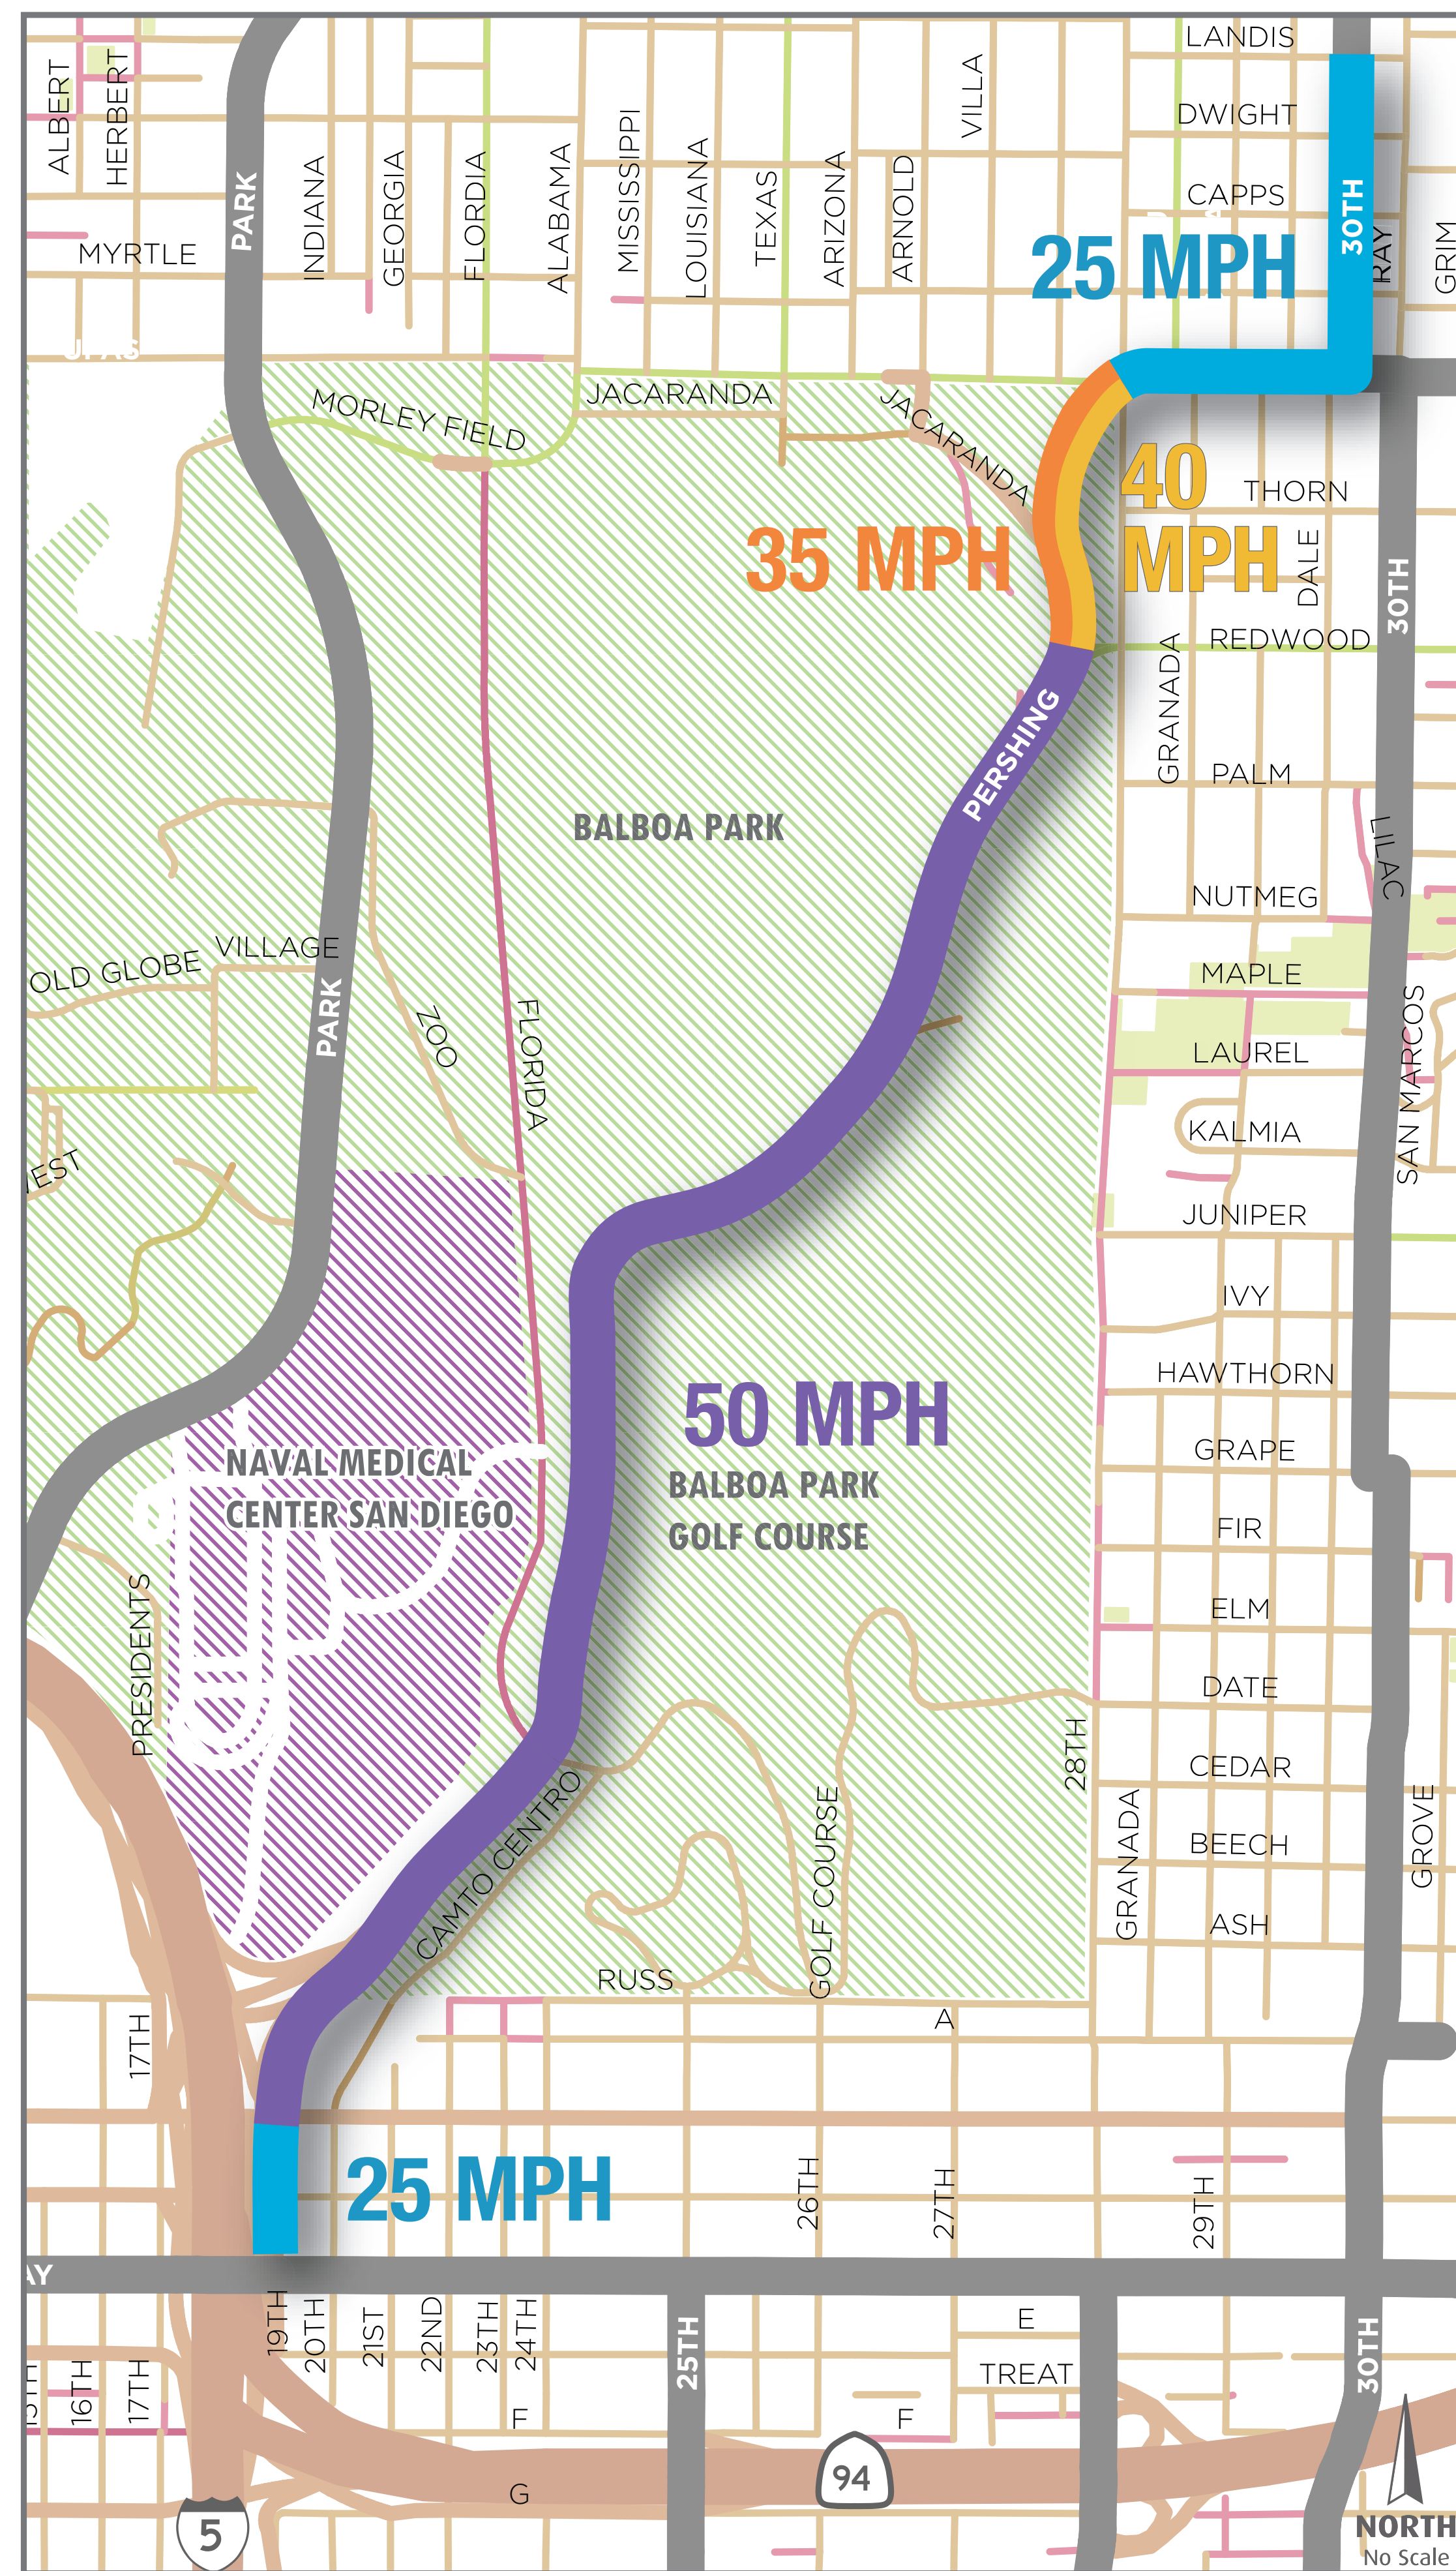 LANDIS
DWIGHT
CAPPS
ALBERT
HERBERT
PARK
INDIANA
GEORGIA
FLORDIA
ALABAMA
MISSISSIPPI
LOUISIANA
TEXAS
ARIZONA
ARNOLD
VILLA
30TH
RAY
GRIM
MYRTLE
25 MPH
UPAS
MORLEY FIELD
JACARANDA
JACARANDA
40
MPH
35 MPH
THORN
DALE
30TH
REDWOOD
GRANADA
PERSHING
PALM
BALBOA PARK
LILAC
NUTMEG
OLD GLOBE
VILLAGE
PARK
ZOO
FLORIDA
MAPLE
LAUREL
SAN MARCOS
KALMIA
JUNIPER
IVY
HAWTHORN
50 MPH
BALBOA PARK
GOLF COURSE
NAVAL MEDICAL
CENTER SAN DIEGO
GRAPE
FIR
ELM
PRESIDENTS
DATE
28TH
CEDAR
CAMTO CENTRO
GOLF COURSE
GRANADA
BEECH
GROVE
ASH
RUSS
A
17TH
25 MPH
26TH
27TH
29TH
AY
19TH
20TH
21ST
22ND
23TH
24TH
25TH
E
TREAT
30TH
16TH
17TH
F
F
94
G
5
NORTH
No Scale